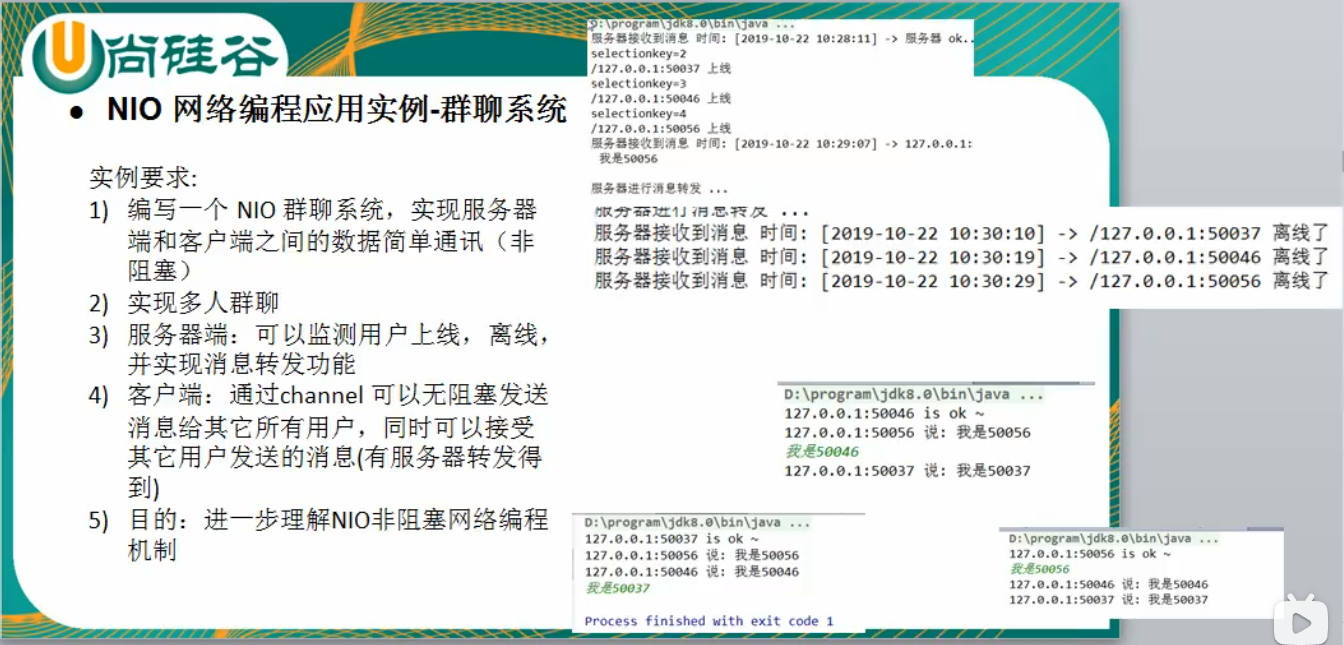 尚硅谷
• NIO 网络编程应用实例-群聊系统
实例要求:
1) 编写一个 NIO 群聊系统，实现服务器
端和客户端之间的数据简单通讯（非
阻塞）
2) 实现多人群聊
3) 服务器端：可以监测用户上线，离线，
并实现消息转发功能
4) 客户端：通过channel 可以无阻塞发送
消息给其它所有用户，同时可以接受
其它用户发送的消息(有服务器转发得
到)
5) 目的：进一步理解NIO非阻塞网络编程
机制
D:\program\jdk8.0\bin\java ...
服务器接收到消息 时间: [2019-10-22 10:28:11] -> 服务器 ok..
selectionkey=2
/127.0.0.1:50037 上线
selectionkey=3
/127.0.0.1:50046 上线
selectionkey=4
/127.0.0.1:50056 上线
服务器接收到消息 时间: [2019-10-22 10:29:07] -> 127.0.0.1:
我是50056
服务器进行消息转发 ...
服务器进行消息转发 ...
服务器接收到消息 时间: [2019-10-22 10:30:10] -> /127.0.0.1:50037 离线了
服务器接收到消息 时间: [2019-10-22 10:30:19] -> /127.0.0.1:50046 离线了
服务器接收到消息 时间: [2019-10-22 10:30:29] -> /127.0.0.1:50056 离线了
D:\program\jdk8.0\bin\java ...
127.0.0.1:50046 is ok ~
127.0.0.1:50056 说: 我是50056
我是50046
127.0.0.1:50037 说: 我是50037
D:\program\jdk8.0\bin\java ...
127.0.0.1:50037 is ok ~
127.0.0.1:50056 说: 我是50056
127.0.0.1:50046 说: 我是50046
我是50037
Process finished with exit code 1
D:\program\jdk8.0\bin\java ...
127.0.0.1:50056 is ok ~
我是50056
127.0.0.1:50046 说: 我是50046
127.0.0.1:50037 说: 我是50037